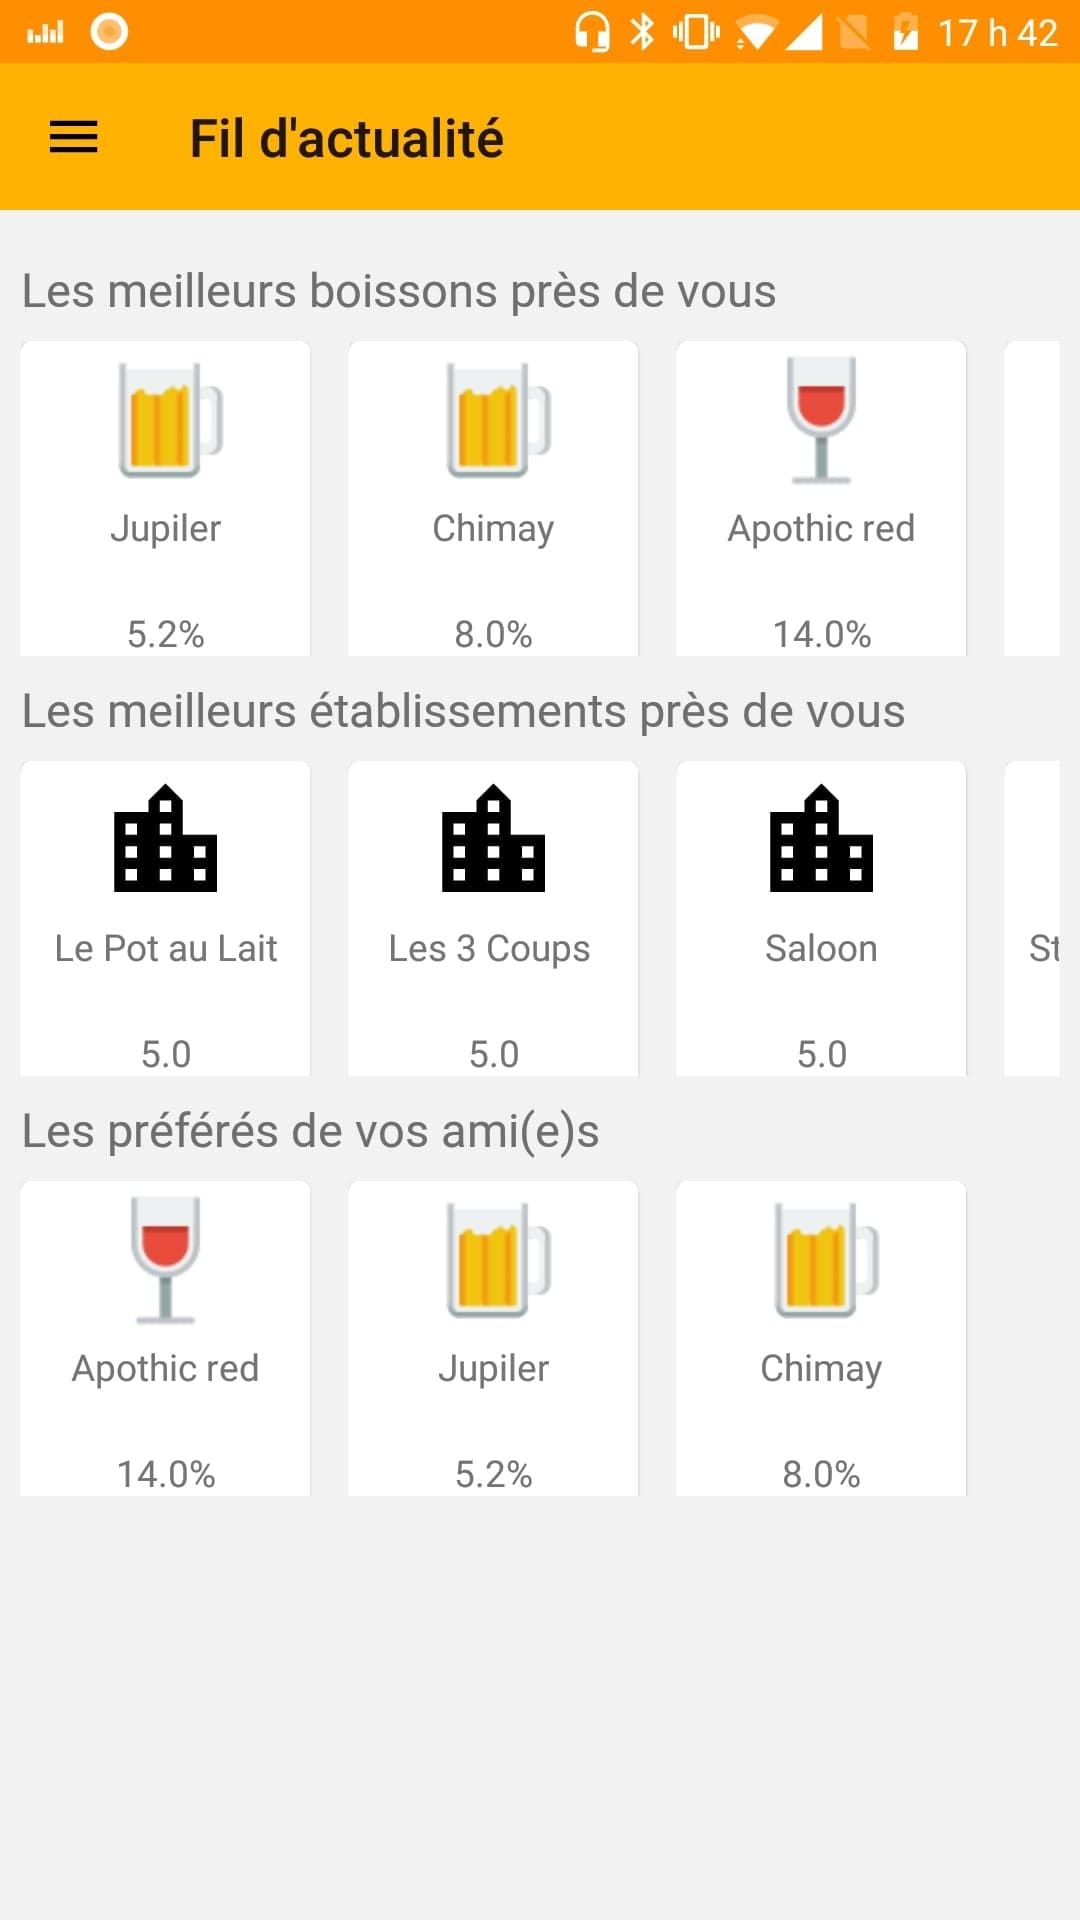 17 h 42
Fil d'actualité
Les meilleurs boissons près de vous
Jupiler
Chimay
Apothic red
5.2%
8.0%
14.0%
Les meilleurs établissements près de vous
Le Pot au Lait
Les 3 Coups
Saloon
St
5.0
5.0
5.0
Les préférés de vos ami(e)s
Apothic red
Jupiler
Chimay
14.0%
5.2%
8.0%